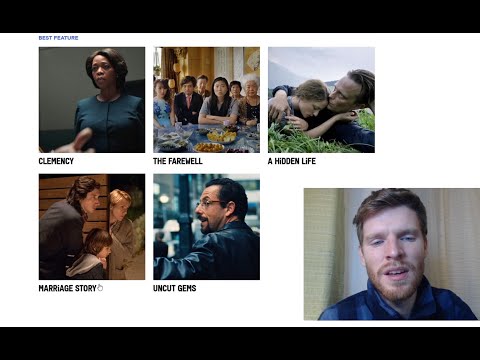 BEST FEATURE
CLEMENCY
THE FAREWELL
A HiDDEN LiFE
MARRiAGE STORY
UNCUT GEMS